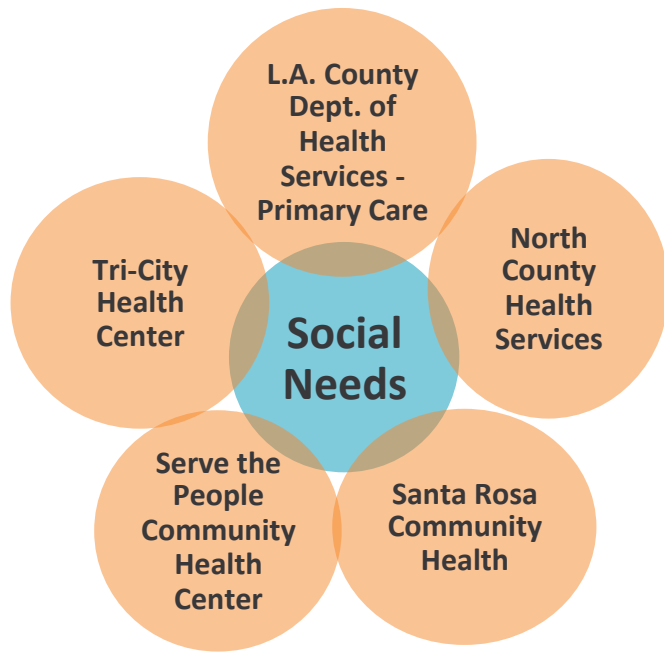 L.A. County
Dept. of
Health
Services -
Primary Care
North
County
Health
Services
Santa Rosa
Community
Health
Serve the
People
Community
Health
Center
Tri-City
Health
Center
Social
Needs